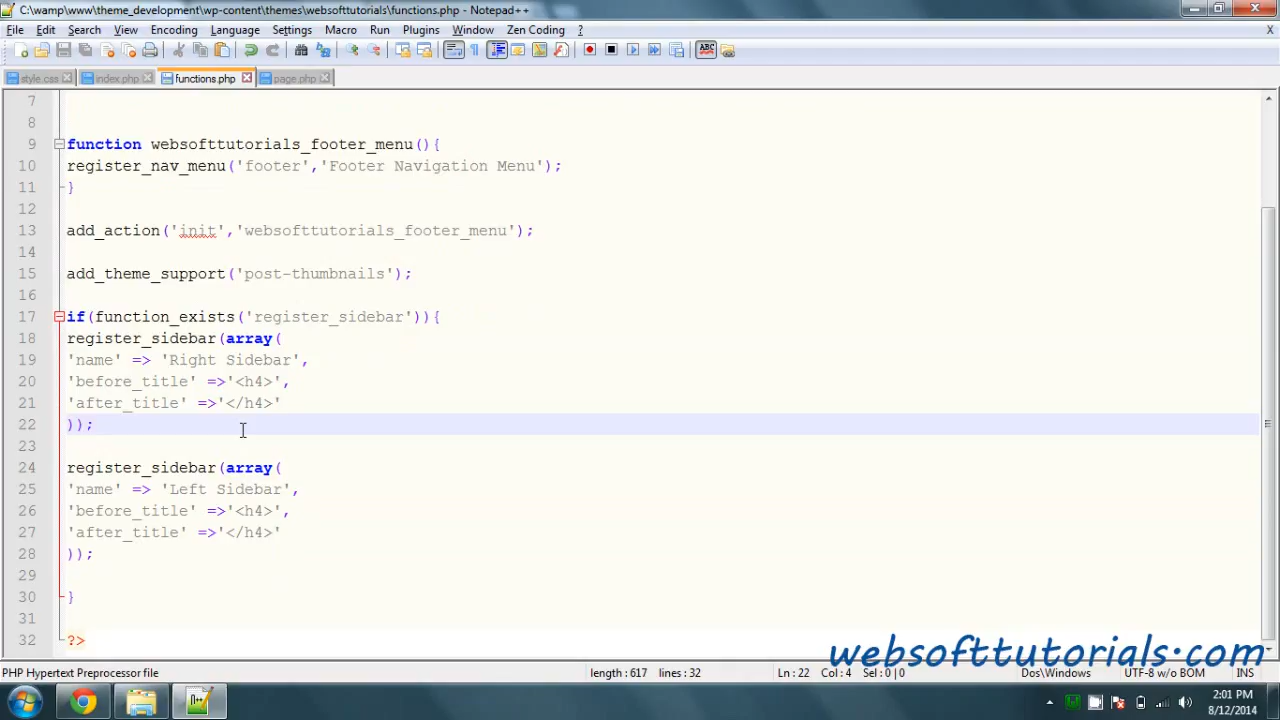 C:\wamp\www\theme_development\wp-content\themes\websofttutorials\functions.php - Notepad++
File Edit Search View Encoding Language Settings Macro Run Plugins Window Zen Coding ? X
ABC
style.css index.php functions.php page.php
7
8
9 function websofttutorials_footer_menu(){
10 register_nav_menu('footer','Footer Navigation Menu');
11 }
12
13 add_action('init','websofttutorials_footer_menu');
14
15 add_theme_support('post-thumbnails');
16
17 if(function_exists('register_sidebar')){
18 register_sidebar(array(
19 'name' => 'Right Sidebar',
20 'before_title' =>'<h4>',
21 'after_title' =>'</h4>'
22 ));
23
24 register_sidebar(array(
25 'name' => 'Left Sidebar',
26 'before_title' =>'<h4>',
27 'after_title' =>'</h4>'
28 ));
29
30 }
31
32 ?>
websofttutorials.com
PHP Hypertext Preprocessor file length : 617 lines : 32 Ln : 22 Col : 4 Sel : 0 | 0 Dos\Windows UTF-8 w/o BOM INS
2:01 PM
8/12/2014